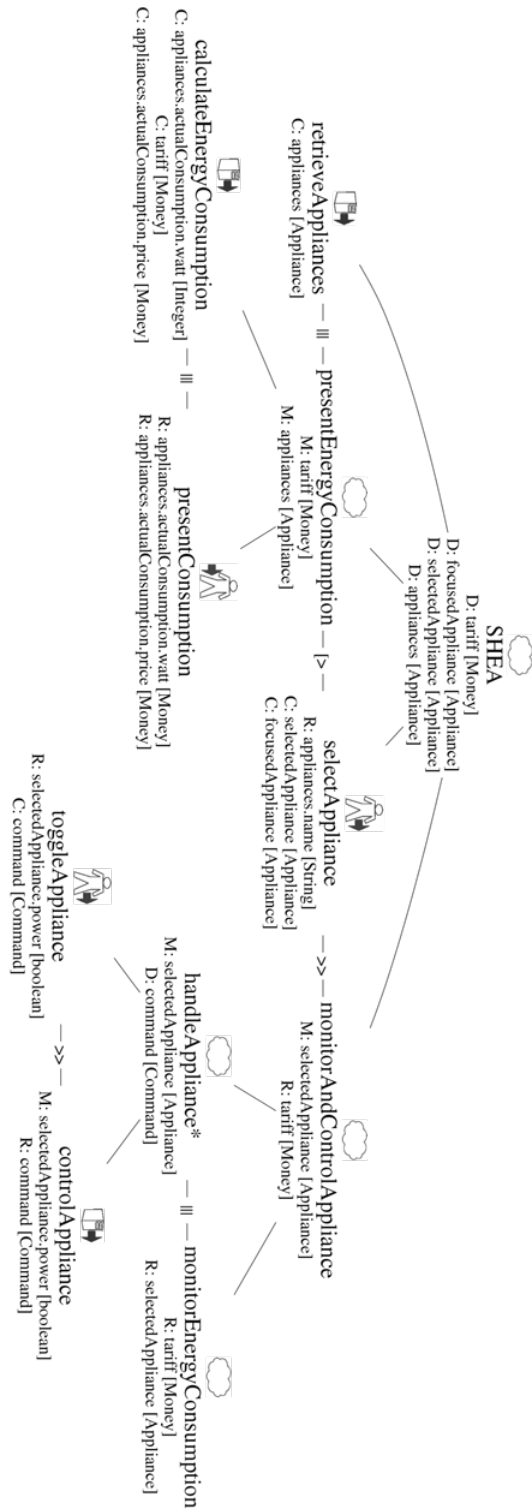 SHEA
D: tariff [Money]
D: focusedAppliance [Appliance]
D: selectedAppliance [Appliance]
D: appliances [Appliance]
retrieveAppliances
C: appliances [Appliance]
— ||| —
presentEnergyConsumption
M: tariff [Money]
M: appliances [Appliance]
— [> —
selectAppliance
R: appliances.name [String]
C: selectedAppliance [Appliance]
C: focusedAppliance [Appliance]
— >> —
monitorAndControlAppliance
M: selectedAppliance [Appliance]
R: tariff [Money]
calculateEnergyConsumption
C: appliances.actualConsumption.watt [Integer]
C: tariff [Money]
C: appliances.actualConsumption.price [Money]
— ||| —
presentConsumption
R: appliances.actualConsumption.watt [Money]
R: appliances.actualConsumption.price [Money]
handleAppliance*
M: selectedAppliance [Appliance]
D: command [Command]
— ||| —
monitorEnergyConsumption
R: tariff [Money]
R: selectedAppliance [Appliance]
toggleAppliance
R: selectedAppliance.power [boolean]
C: command [Command]
— >> —
controlAppliance
M: selectedAppliance.power [boolean]
R: command [Command]